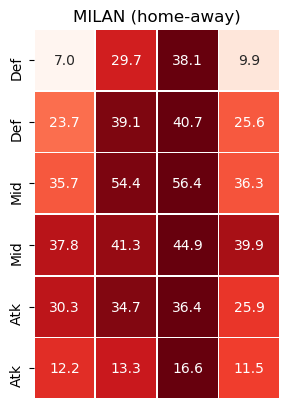 MILAN (home-away)
Def 7.0 29.7 38.1 9.9
Def 23.7 39.1 40.7 25.6
Mid 35.7 54.4 56.4 36.3
Mid 37.8 41.3 44.9 39.9
Atk 30.3 34.7 36.4 25.9
Atk 12.2 13.3 16.6 11.5